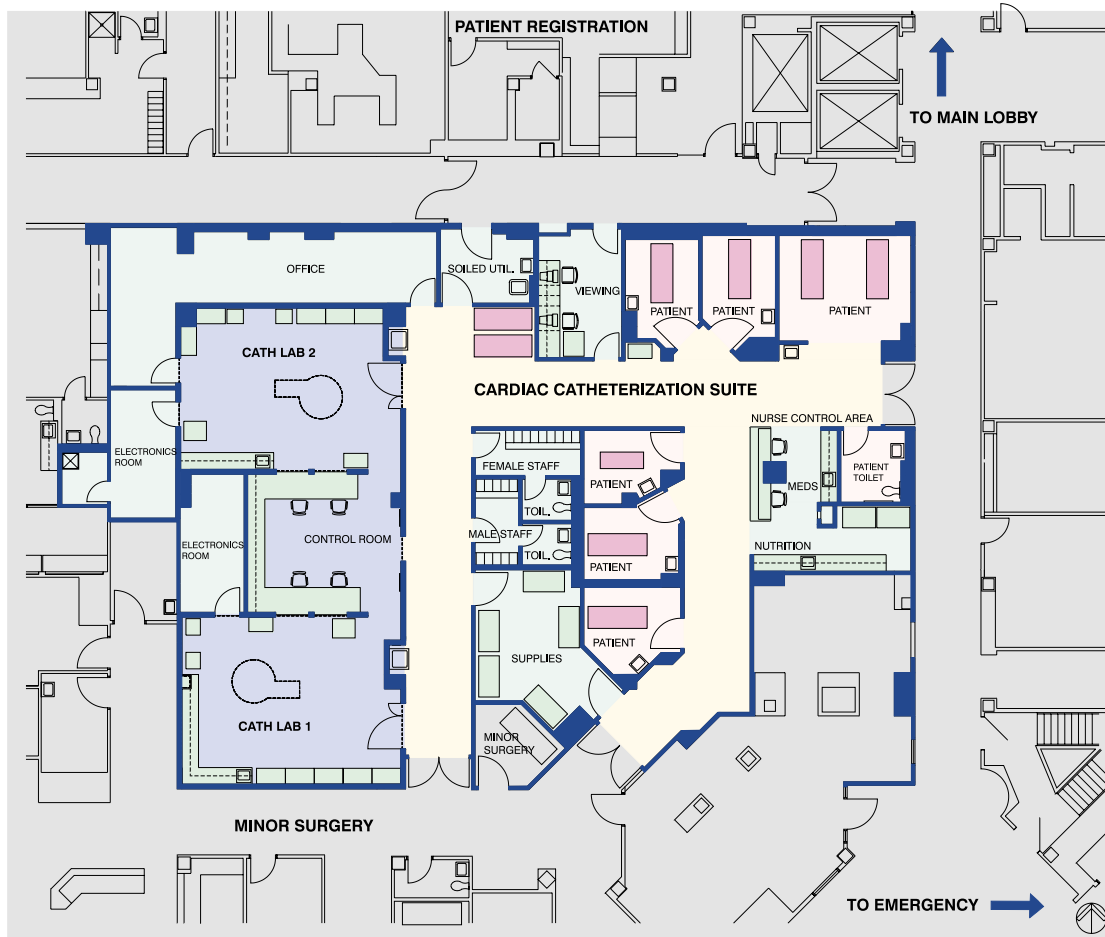 PATIENT REGISTRATION
TO MAIN LOBBY
OFFICE
SOILED UTIL.
VIEWING
PATIENT
PATIENT
PATIENT
CATH LAB 2
CARDIAC CATHETERIZATION SUITE
NURSE CONTROL AREA
ELECTRONICS
ROOM
FEMALE STAFF
PATIENT
MEDS
PATIENT
TOILET
TOIL.
ELECTRONICS
ROOM
CONTROL ROOM
MALE STAFF
TOIL.
PATIENT
NUTRITION
SUPPLIES
PATIENT
CATH LAB 1
MINOR
SURGERY
MINOR SURGERY
TO EMERGENCY